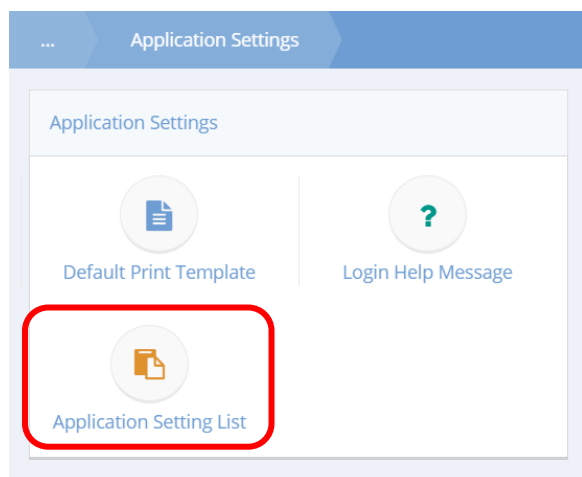 ... Application Settings
Application Settings
Default Print Template
? Login Help Message
Application Setting List